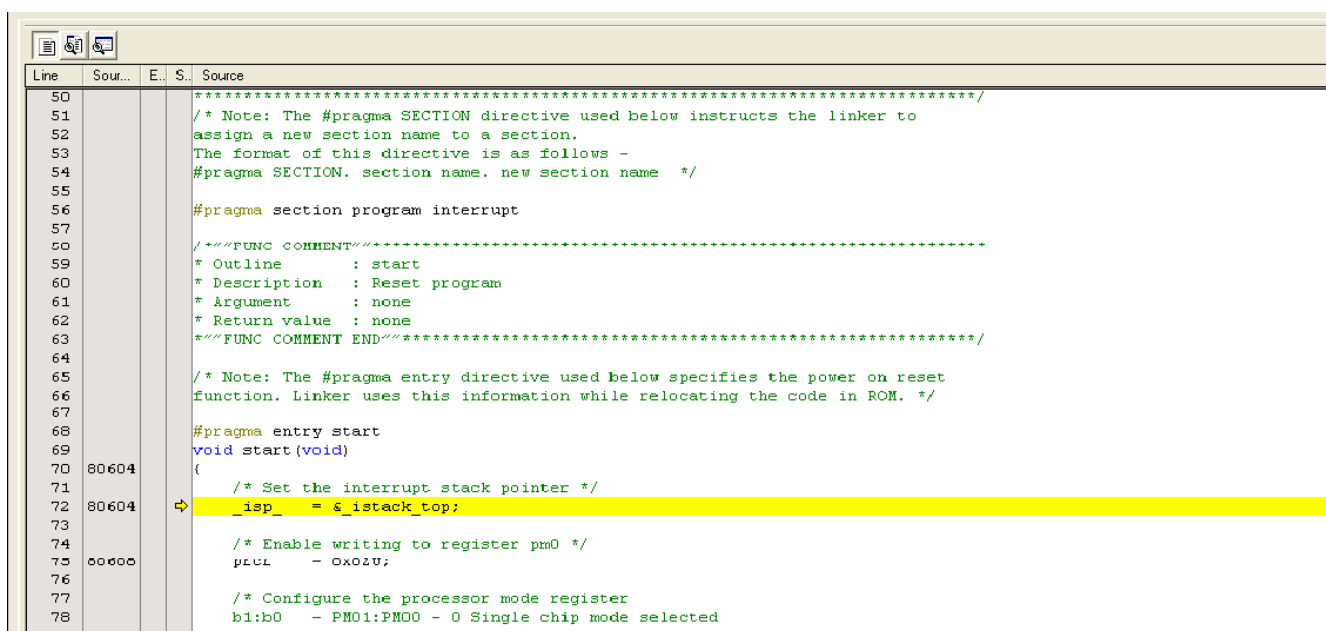 Line Sour... E.. S.. Source
50 *******************************************************************************/
51 /* Note: The #pragma SECTION directive used below instructs the linker to
52 assign a new section name to a section.
53 The format of this directive is as follows -
54 #pragma SECTION. section name. new section name */
55
56 #pragma section program interrupt
57
/*""FUNC COMMENT""**************************************************************
59 * Outline : start
60 * Description : Reset program
61 * Argument : none
62 * Return value : none
63 *""FUNC COMMENT END""**********************************************************/
64
65 /* Note: The #pragma entry directive used below specifies the power on reset
66 function. Linker uses this information while relocating the code in ROM. */
67
68 #pragma entry start
69 void start(void)
70 80604 {
71 /* Set the interrupt stack pointer */
72 80604 _isp_ = &_istack_top;
73
74 /* Enable writing to register pm0 */
75
76
77 /* Configure the processor mode register
78 b1:b0 - PM01:PM00 - 0 Single chip mode selected